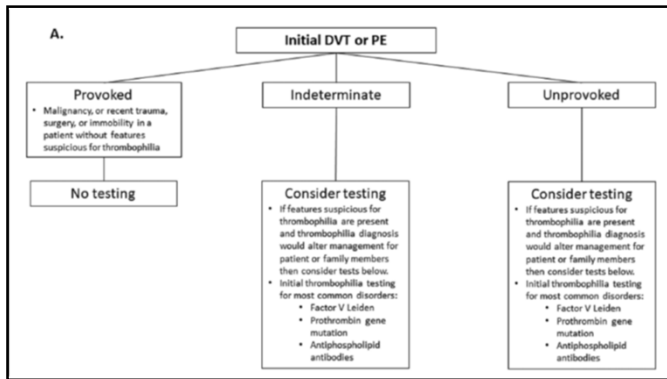 A.
Initial DVT or PE
Provoked
• Malignancy, or recent trauma,
surgery, or immobility in a
patient without features
suspicious for thrombophilia
No testing
Indeterminate
Consider testing
• If features suspicious for
thrombophilia are present
and thrombophilia diagnosis
would alter management for
patient or family members
then consider tests below.
• Initial thrombophilia testing
for most common disorders:
• Factor V Leiden
• Prothrombin gene
mutation
• Antiphospholipid
antibodies
Unprovoked
Consider testing
• If features suspicious for
thrombophilia are present
and thrombophilia diagnosis
would alter management for
patient or family members
then consider tests below.
• Initial thrombophilia testing
for most common disorders:
• Factor V Leiden
• Prothrombin gene
mutation
• Antiphospholipid
antibodies